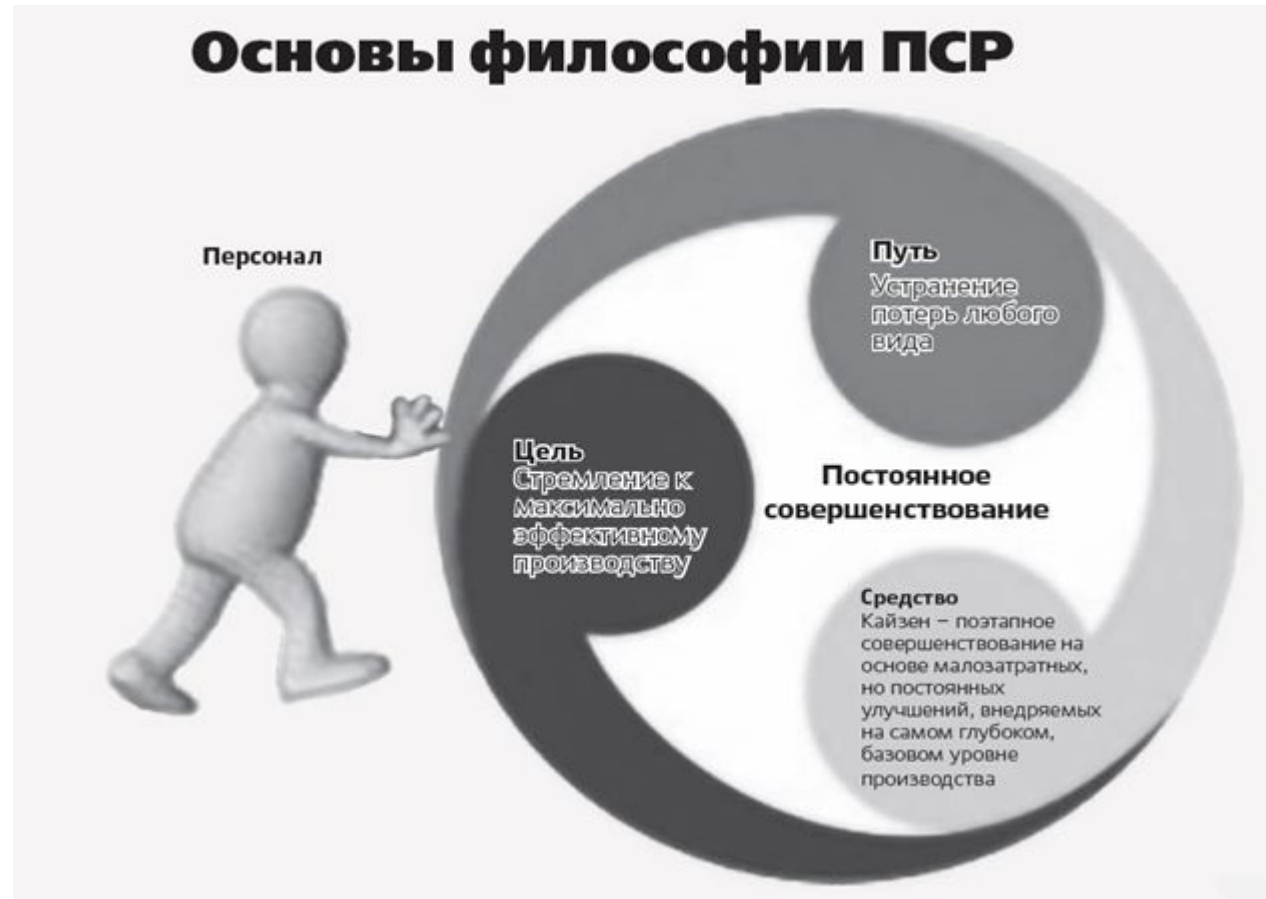 Основы философии ПСР
Персонал
Путь
Устранение
потерь любого
вида
Цель
Стремление к
максимально
эффективному
производству
Постоянное
совершенствование
Средство
Кайзен – поэтапное
совершенствование на
основе малозатратных,
но постоянных
улучшений, внедряемых
на самом глубоком,
базовом уровне
производства